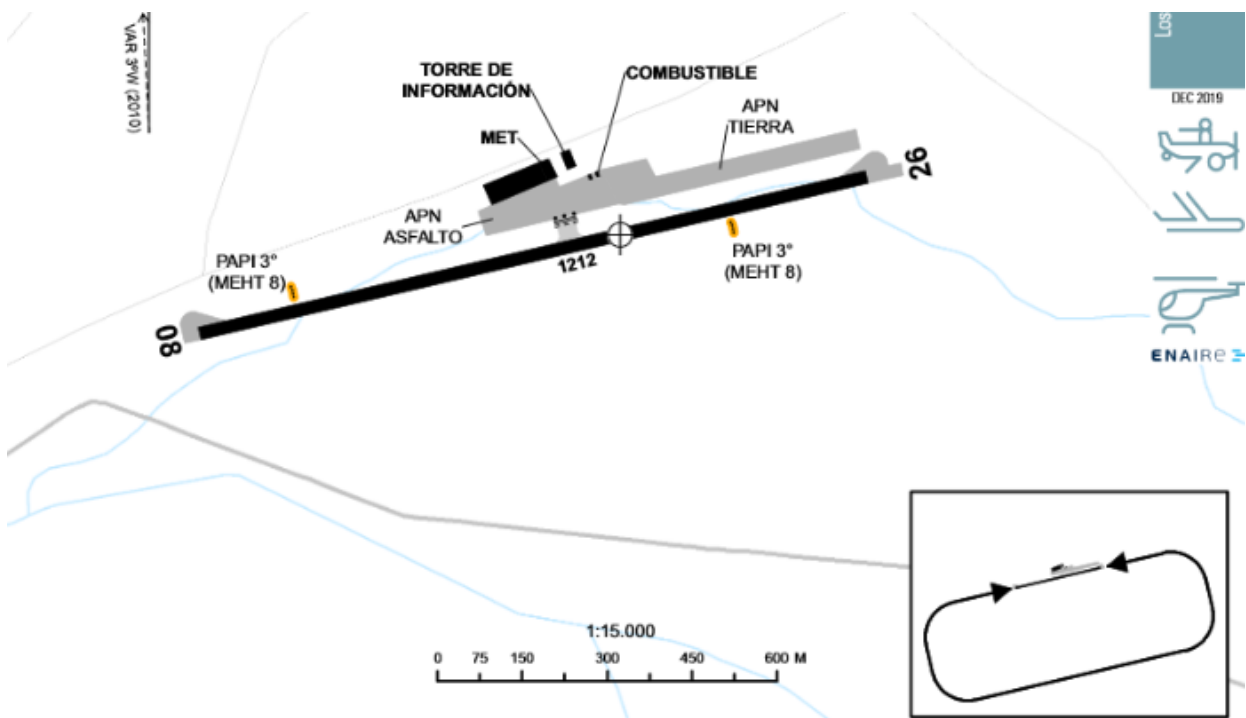 VAR 3ºW (2010)
Los
DEC 2019
TORRE DE
INFORMACIÓN
COMBUSTIBLE
MET
APN
TIERRA
26
APN
ASFALTO
1212
PAPI 3°
(MEHT 8)
PAPI 3°
(MEHT 8)
08
ENAIRe
1:15.000
0 75 150 300 450 600 M